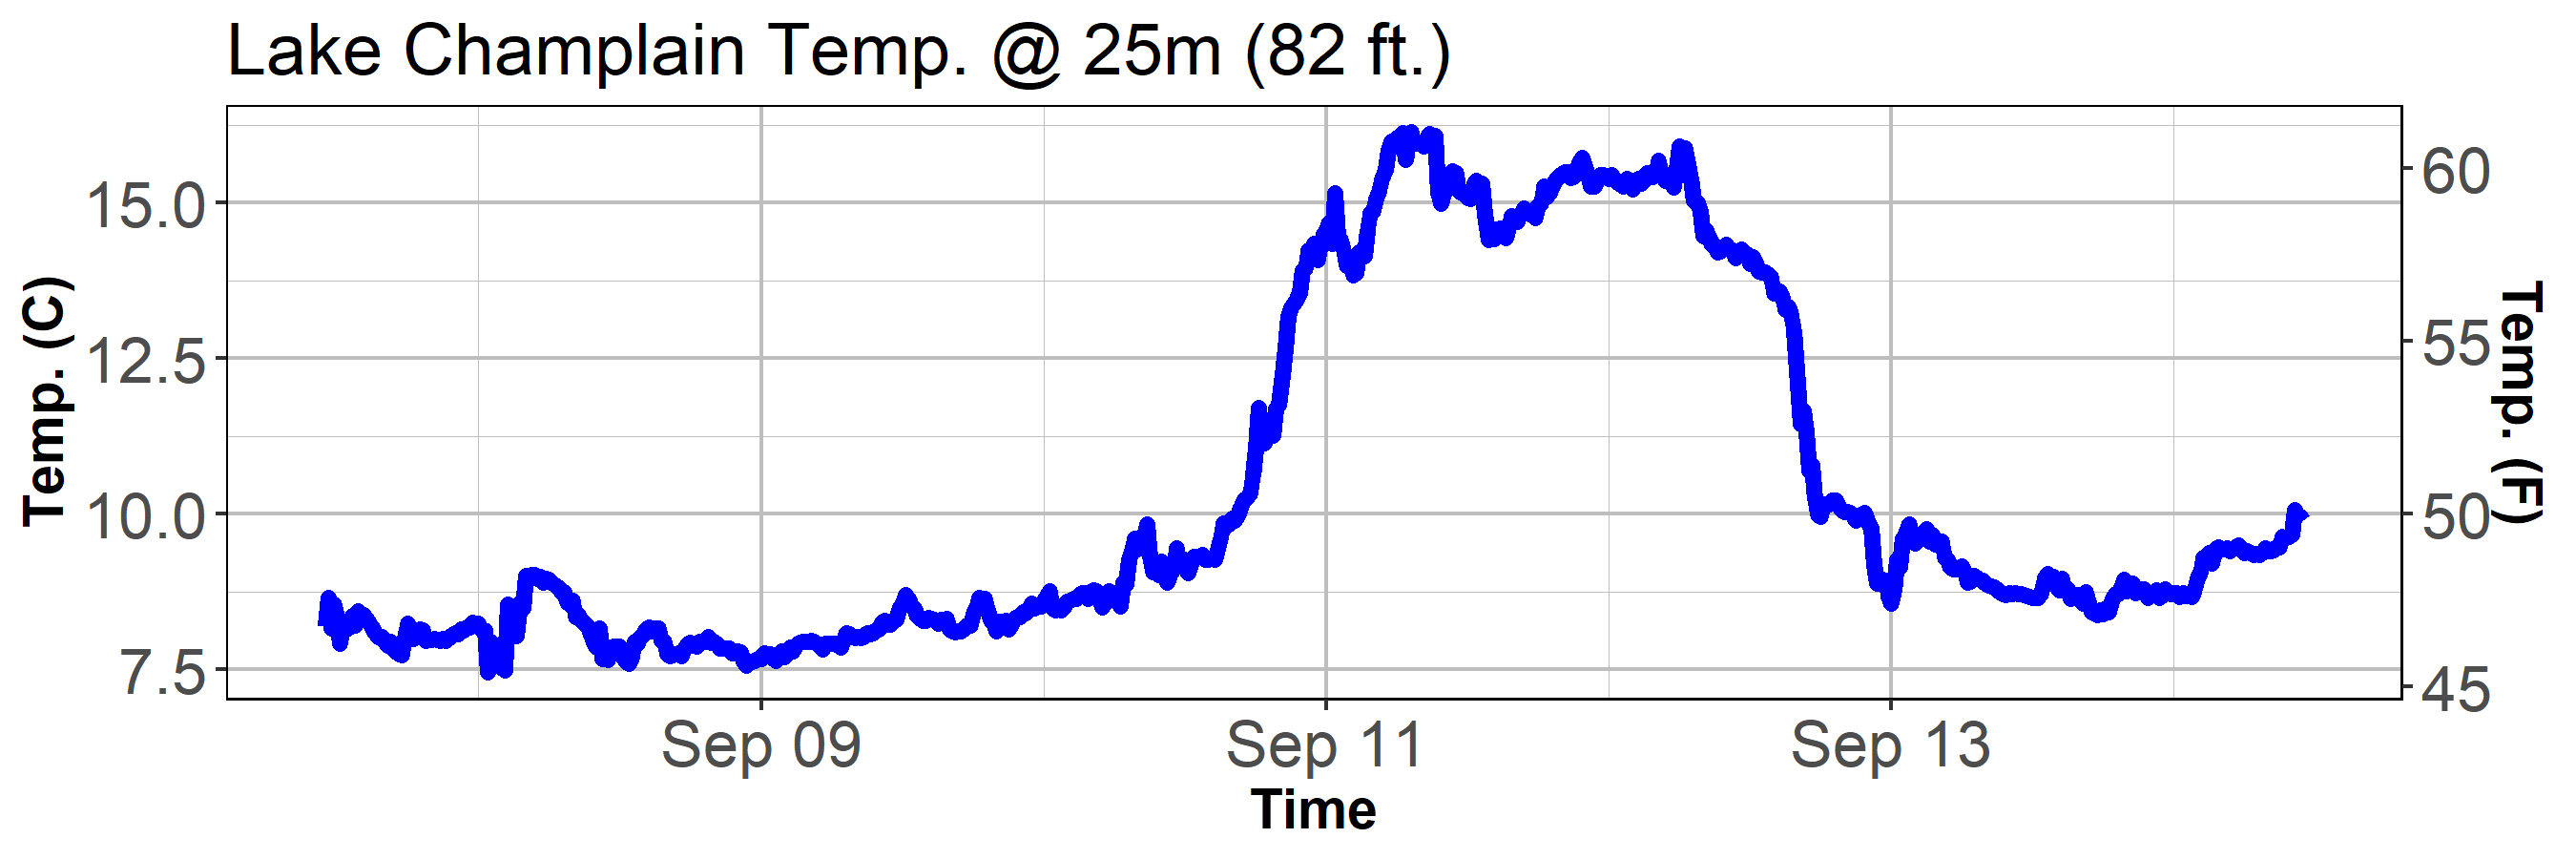 Lake Champlain Temp. @ 25m (82 ft.)
Temp. (C)
15.0
12.5
10.0
7.5
60
55
50
45
Temp. (F)
Sep 09
Sep 11
Sep 13
Time